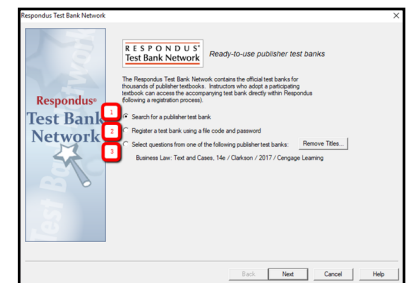 Respondus Test Bank Network
RESPONDUS'
Test Bank Network
Ready-to-use publisher test banks
The Respondus Test Bank Network contains the official test banks for
thousands of publisher textbooks. Instructors who adopt a participating
textbook can access the accompanying test bank directly within Respondus
(following a registration process).
Respondus®
Test Bank
Network
1
Search for a publisher test bank
2
Register a test bank using a file code and password
3
Select questions from one of the following publisher test banks:
Remove Titles...
Business Law: Text and Cases, 14e / Clarkson / 2017 / Cengage Learning
Back
Next
Cancel
Help